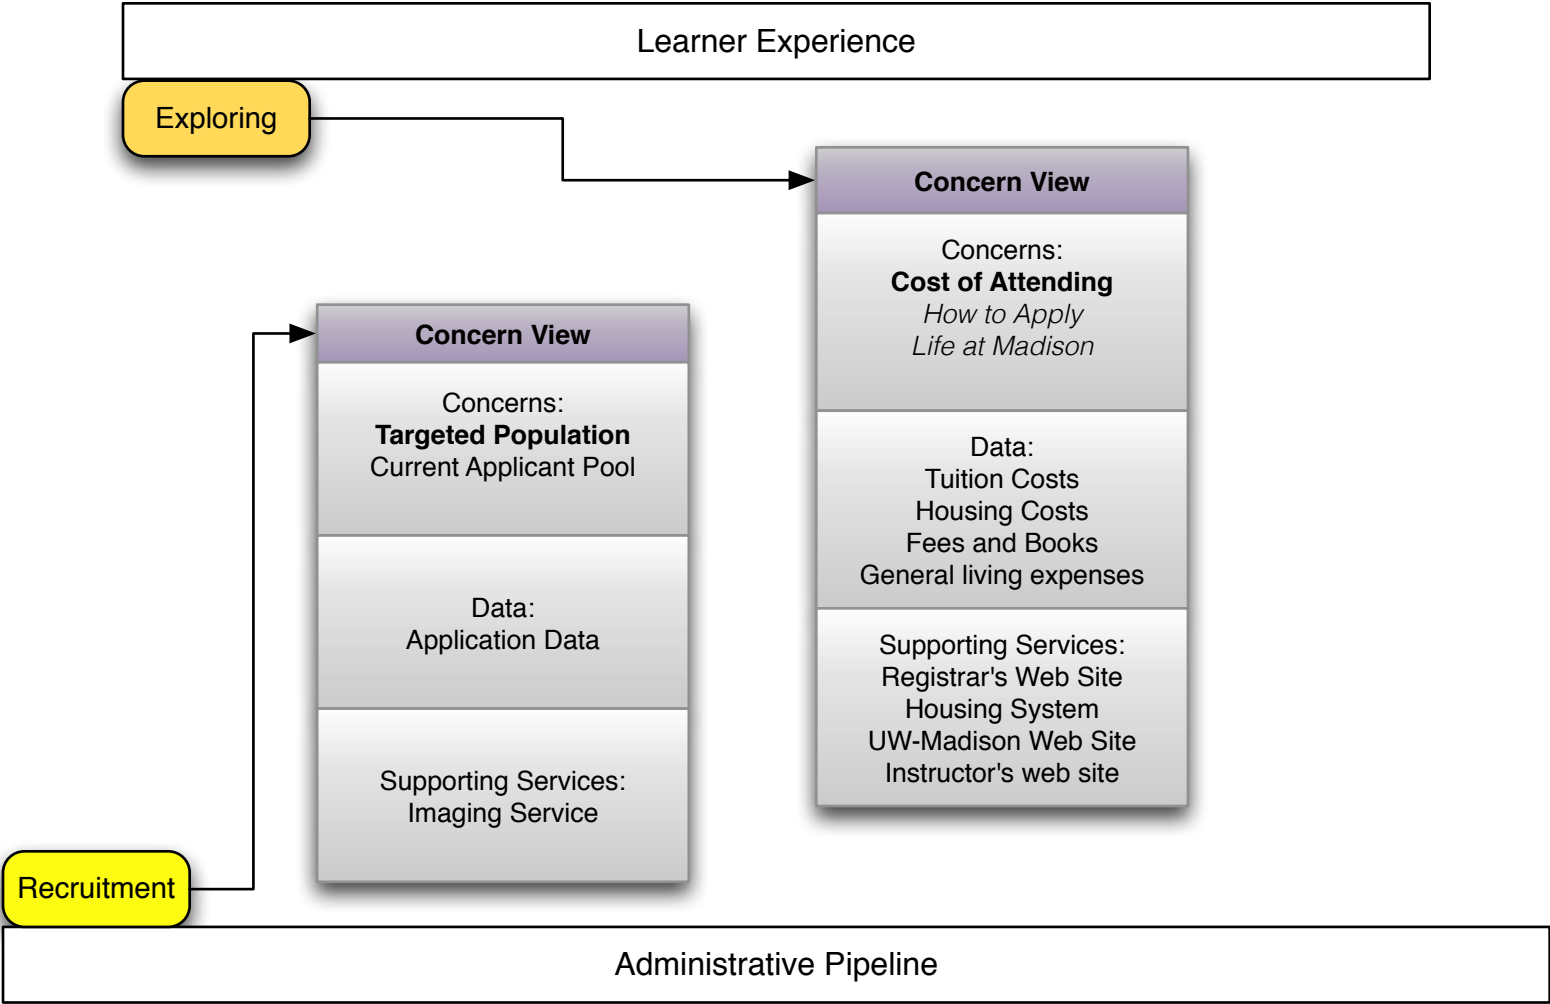 Learner Experience
Exploring
Concern View
Concerns:
Cost of Attending
How to Apply
Life at Madison
Data:
Tuition Costs
Housing Costs
Fees and Books
General living expenses
Supporting Services:
Registrar's Web Site
Housing System
UW-Madison Web Site
Instructor's web site
Concern View
Concerns:
Targeted Population
Current Applicant Pool
Data:
Application Data
Supporting Services:
Imaging Service
Recruitment
Administrative Pipeline